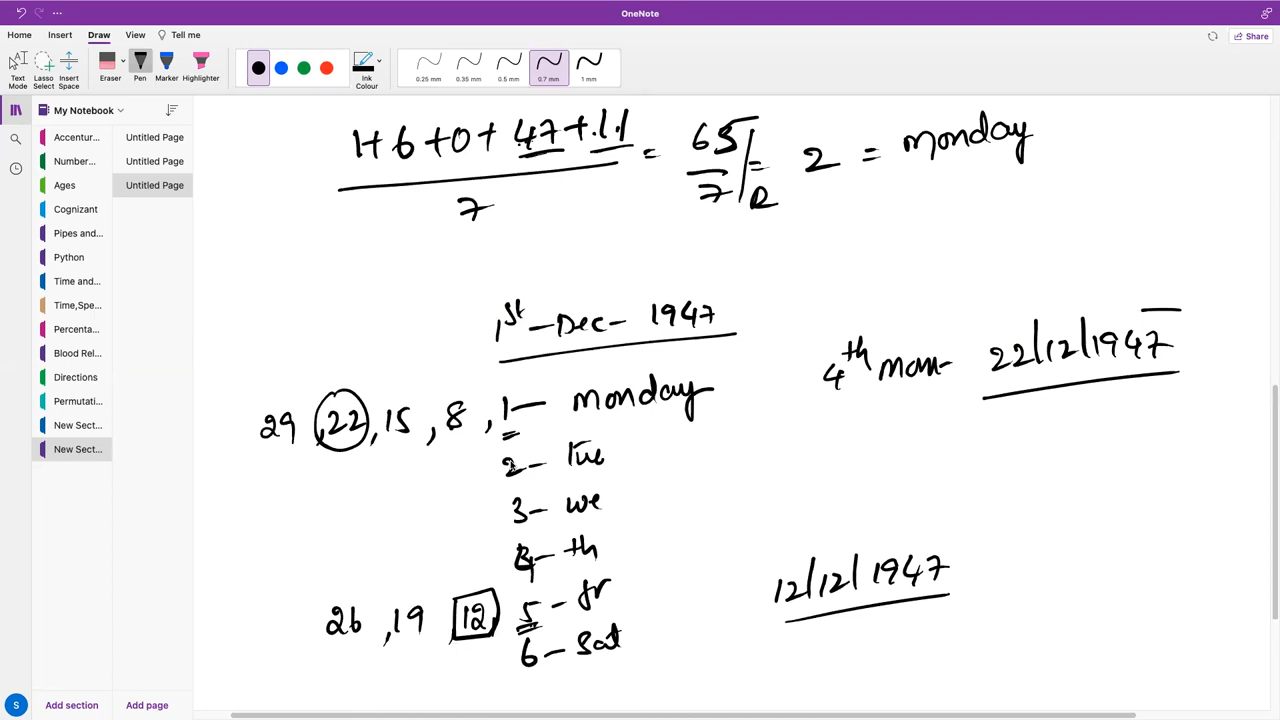 OneNote
Home Insert Draw View Tell me
Share
Text Mode
Lasso Select
Insert Space
Eraser
Pen
Marker
Highlighter
Ink Colour
0.25 mm
0.35 mm
0.5 mm
0.7 mm
1 mm
My Notebook
Accentur...
Number...
Ages
Cognizant
Pipes and...
Python
Time and...
Time,Spe...
Percenta...
Blood Rel...
Directions
Permutati...
New Sect...
New Sect...
Untitled Page
Untitled Page
Untitled Page
1+6+0+47+11 = 65 = 2 = monday
7 7 R
1st - Dec - 1947
4th mon- 22/12/1947
29, 22, 15, 8, 1 - monday
2 - Tue
3 - we
4 - th
26, 19, 12, 5 - fr
6 - Sat
12/12/1947
S
Add section
Add page